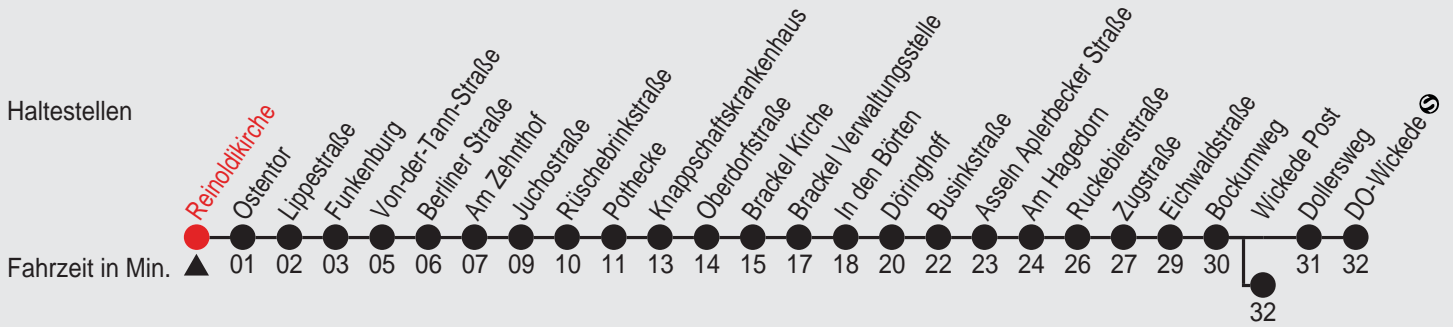 Haltestellen
Reinoldikirche
Ostentor
Lippestraße
Funkenburg
Von-der-Tann-Straße
Berliner Straße
Am Zehnthof
Juchostraße
Rüschebrinkstraße
Pothecke
Knappschaftskrankenhaus
Oberdorfstraße
Brackel Kirche
Brackel Verwaltungsstelle
In den Börten
Döringhoff
Businkstraße
Asseln Aplerbecker Straße
Am Hagedorn
Ruckebierstraße
Zugstraße
Eichwaldstraße
Bockumweg
Wickede Post
Dollersweg
DO-Wickede S
Fahrzeit in Min. 01 02 03 05 06 07 09 10 11 13 14 15 17 18 20 22 23 24 26 27 29 30 31 32
32